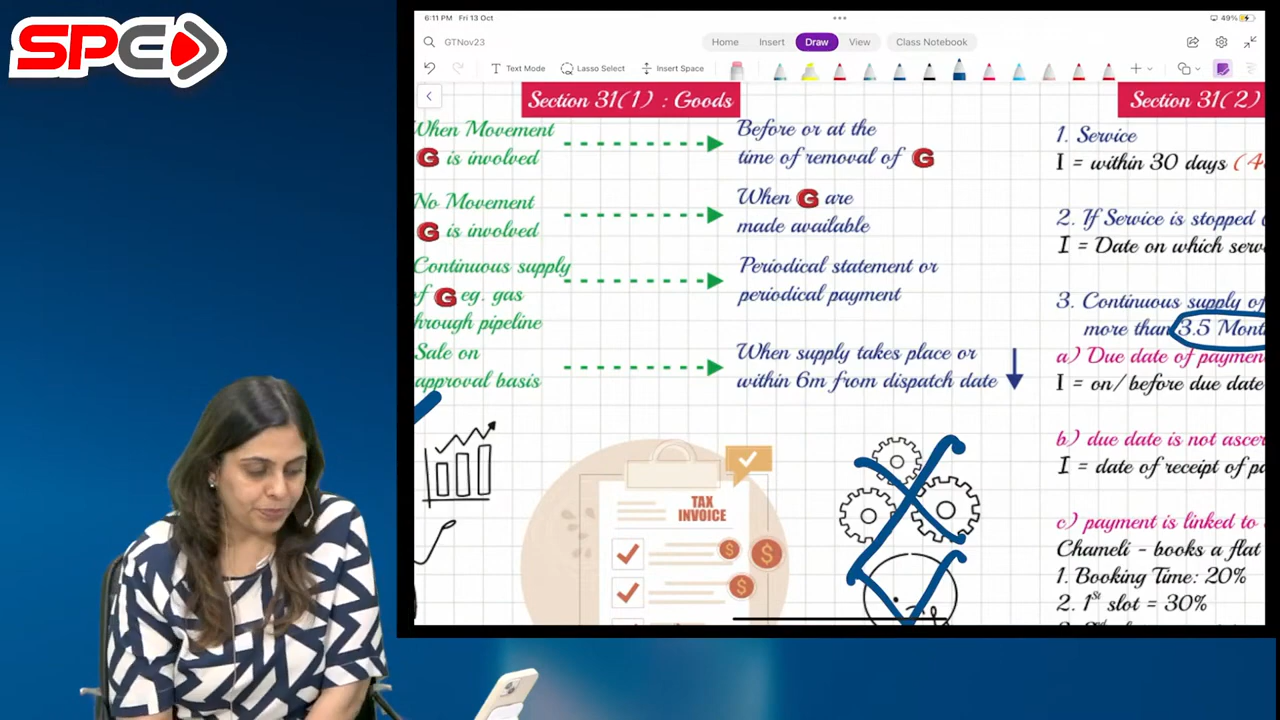 SPC
6:11 PM Fri 13 Oct
49%
GTNov23
Home Insert Draw View Class Notebook
Text Mode Lasso Select Insert Space
Section 31(1) : Goods
When Movement
G is involved
Before or at the
time of removal of G
No Movement
G is involved
When G are
made available
Continuous supply
of G eg. gas
hrough pipeline
Periodical statement or
periodical payment
Sale on
approval basis
When supply takes place or
within 6m from dispatch date
TAX
INVOICE
Section 31(2)
1. Service
I = within 30 days (4
2. If Service is stopped
I = Date on which serv
3. Continuous supply of
more than 3.5 Mont
a) Due date of paymen
I = on/ before due date
b) due date is not ascer
I = date of receipt of pa
c) payment is linked to
Chameli - books a flat
1. Booking Time: 20%
2. 1st slot = 30%